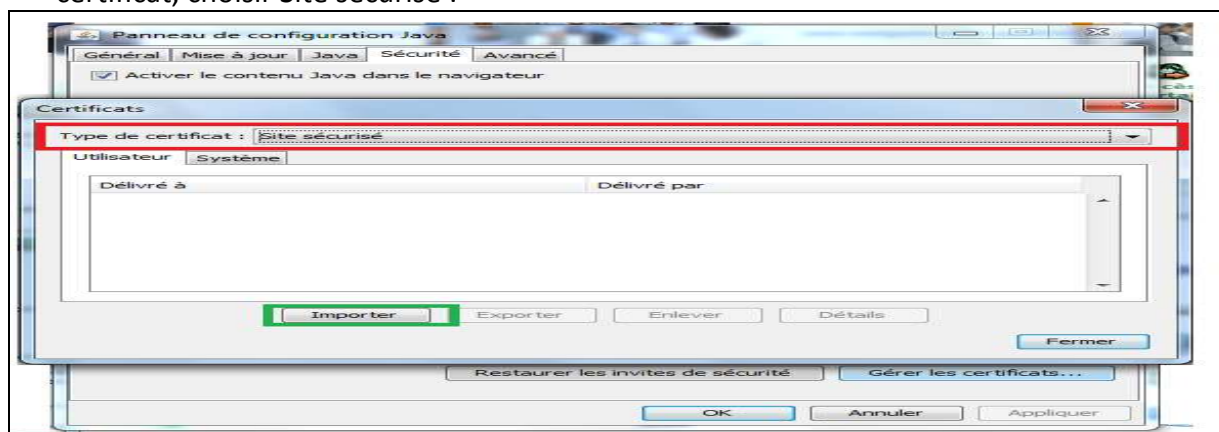 certificat, choisir Site sécurisé :
Panneau de configuration Java
Général Mise à jour Java Sécurité Avancé
Activer le contenu Java dans le navigateur
Certificats
Type de certificat : Site sécurisé
Utilisateur Système
Délivré à Délivré par
Importer Exporter Enlever Détails
Fermer
Restaurer les invites de sécurité Gérer les certificats...
OK Annuler Appliquer